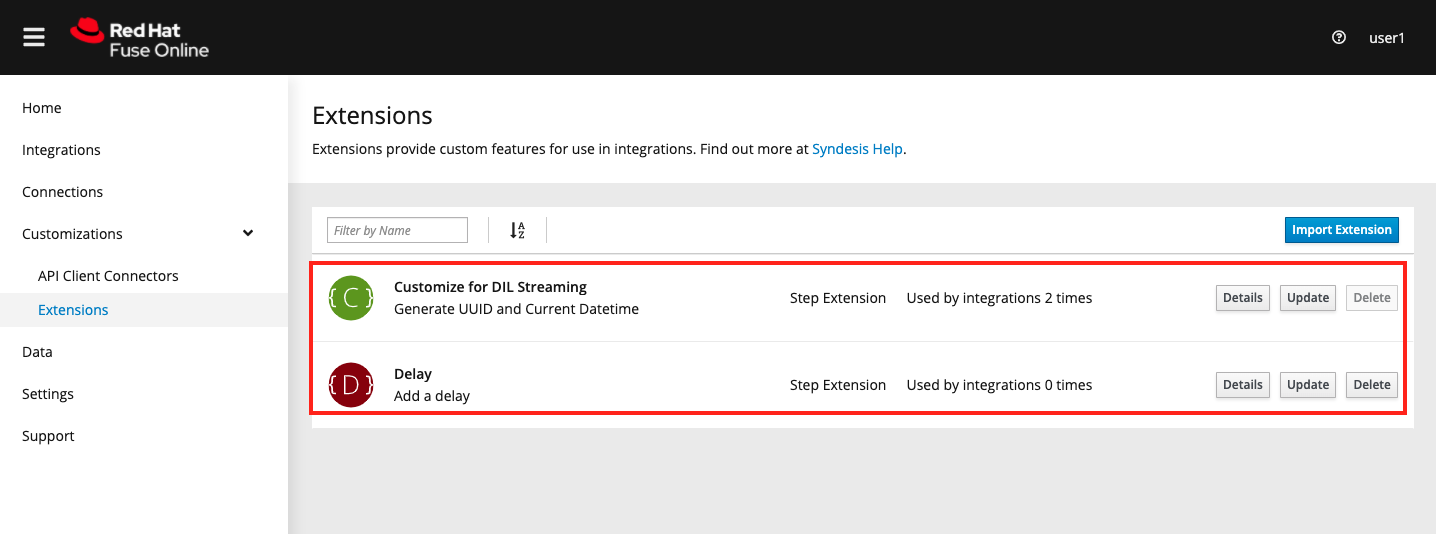 Red Hat
Fuse Online
user1
Home
Integrations
Connections
Customizations
API Client Connectors
Extensions
Data
Settings
Support
Extensions
Extensions provide custom features for use in integrations. Find out more at Syndesis Help.
Filter by Name
A
Z
Import Extension
{ C }
Customize for DIL Streaming
Generate UUID and Current Datetime
Step Extension
Used by integrations 2 times
Details
Update
Delete
{ D }
Delay
Add a delay
Step Extension
Used by integrations 0 times
Details
Update
Delete